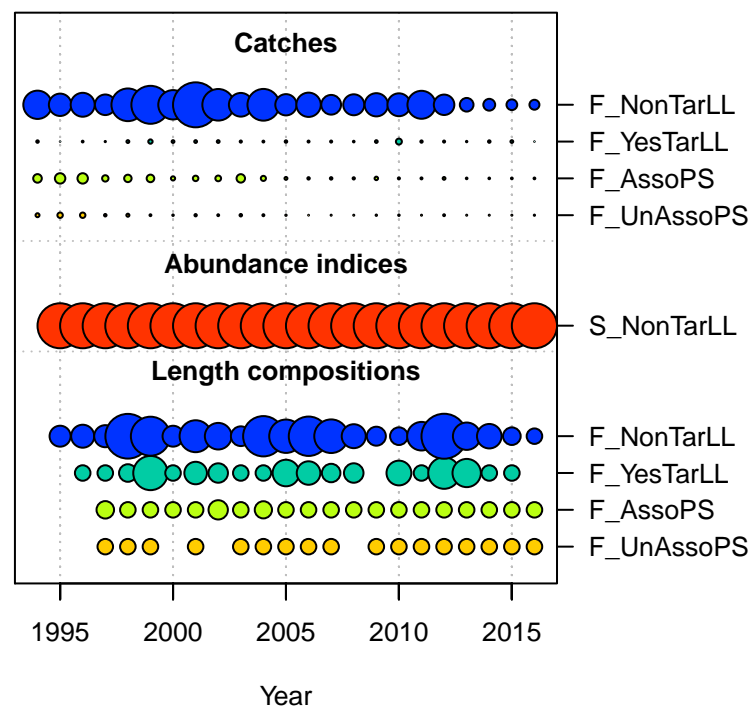 Catches
F_NonTarLL
F_YesTarLL
F_AssoPS
F_UnAssoPS
Abundance indices
S_NonTarLL
Length compositions
F_NonTarLL
F_YesTarLL
F_AssoPS
F_UnAssoPS
1995 2000 2005 2010 2015
Year